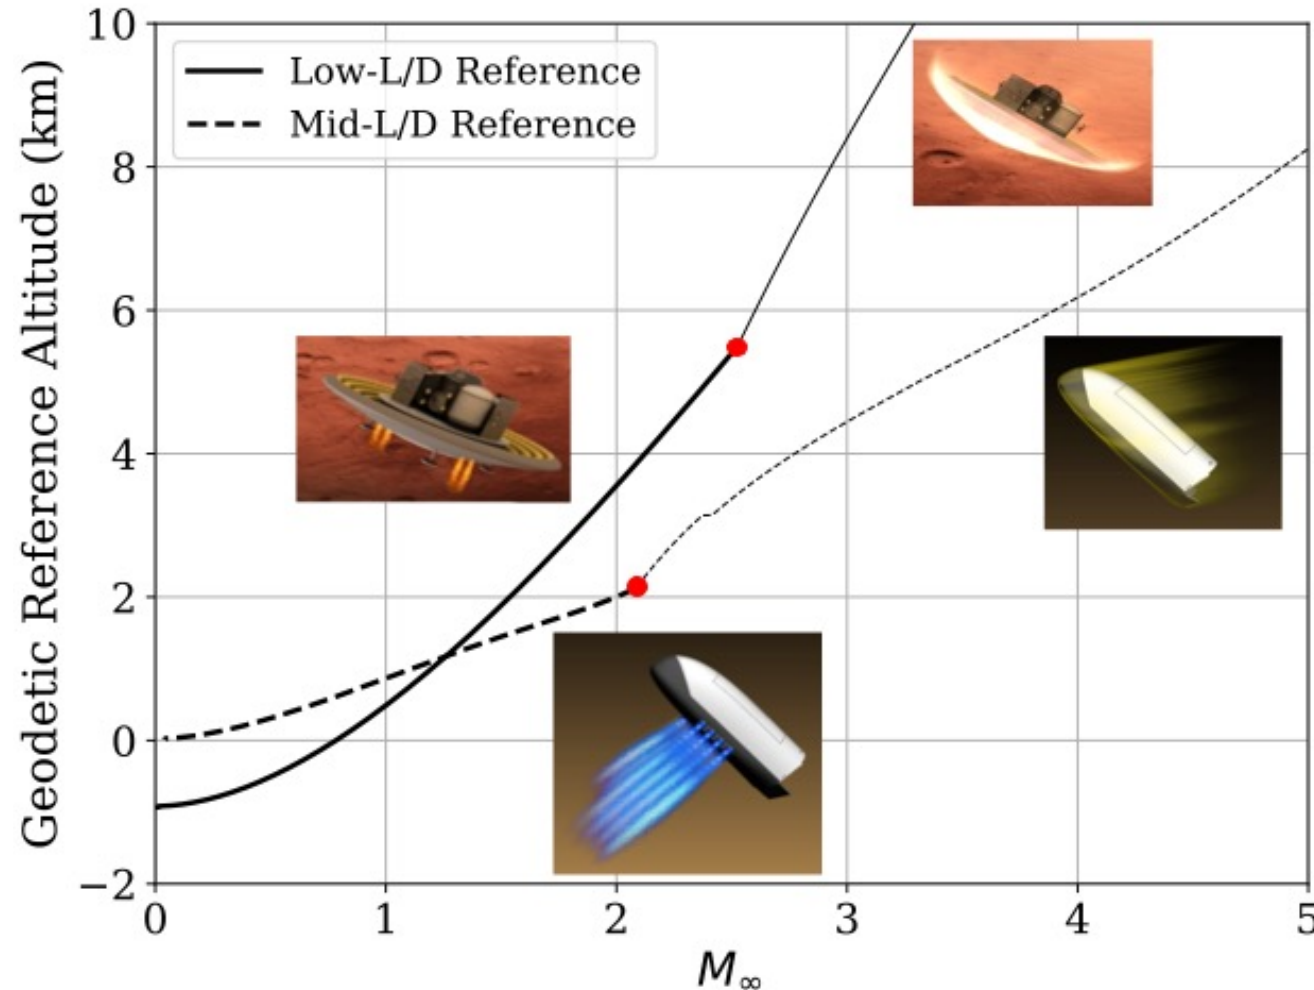 Geodetic Reference Altitude (km)
10
8
6
4
2
0
−2
Low-L/D Reference
Mid-L/D Reference
0 1 2 3 4 5
M∞